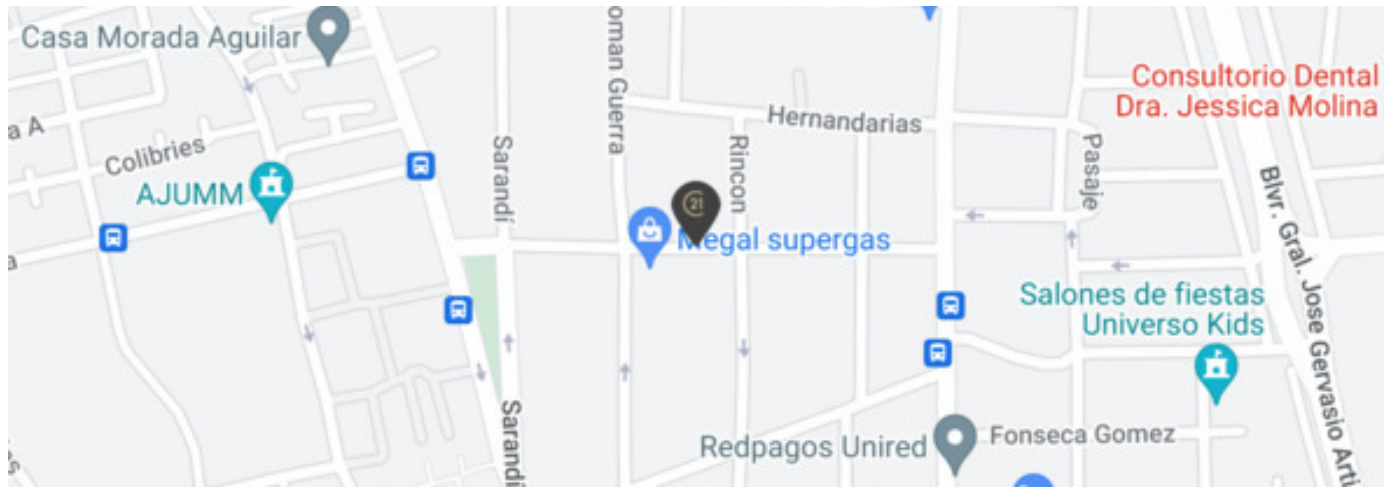 Casa Morada Aguilar
a A
Colibries
AJUMM
Sarandí
oman Guerra
Rincon
Hernandarias
21
Megal supergas
Pasaje
Consultorio Dental
Dra. Jessica Molina
Blvr. Gral. Jose Gervasio Arti
Salones de fiestas
Universo Kids
Sarandí
Redpagos Unired
Fonseca Gomez